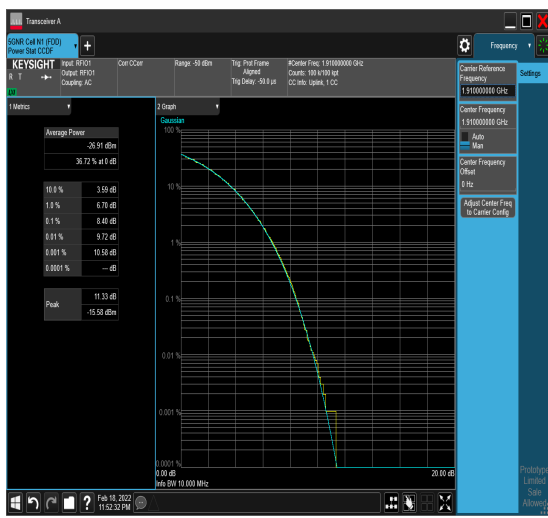 Transceiver A
5GNR Cell N1 (FDD)
Power Stat CCDF
Frequency
KEYSIGHT
R T
Input: RFIO1
Output: RFIO1
Coupling: AC
Corr CCorr
Range: -50 dBm
Trig: Prot Frame
Aligned
Trig Delay: -50.0 µs
#Center Freq: 1.910000000 GHz
Counts: 100 k/100 kpt
CC Info: Uplink, 1 CC
1 Metrics
Average Power
-26.91 dBm
36.72 % at 0 dB
10.0 % 3.59 dB
1.0 % 6.70 dB
0.1 % 8.40 dB
0.01 % 9.72 dB
0.001 % 10.58 dB
0.0001 % --- dB
Peak
11.33 dB
-15.58 dBm
2 Graph
Gaussian
100 %
10 %
1 %
0.1 %
0.01 %
0.001 %
0.0001 %
0.00 dB
20.00 dB
Info BW 10.000 MHz
Carrier Reference
Frequency
1.910000000 GHz
Center Frequency
1.910000000 GHz
Auto
Man
Center Frequency
Offset
0 Hz
Adjust Center Freq
to Carrier Config
Settings
Prototype
Limited
Sale
Allowed
Feb 18, 2022
11:52:32 PM